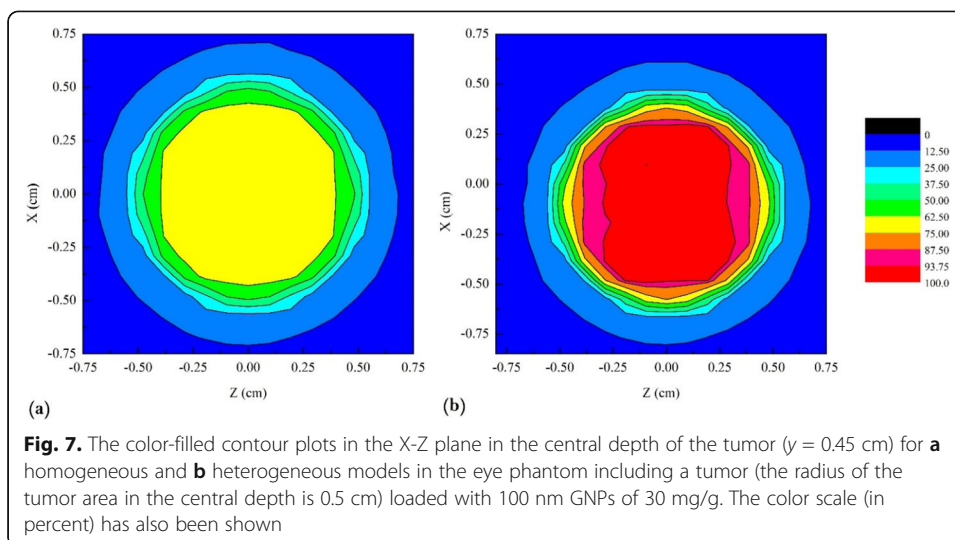 0.75
0.50
0.25
0.00
-0.25
-0.50
-0.75
X (cm)
-0.75 -0.50 -0.25 0.00 0.25 0.50 0.75
Z (cm)
(a)
0.75
0.50
0.25
0.00
-0.25
-0.50
-0.75
X (cm)
-0.75 -0.50 -0.25 0.00 0.25 0.50 0.75
Z (cm)
(b)
0
12.50
25.00
37.50
50.00
62.50
75.00
87.50
93.75
100.0
Fig. 7. The color-filled contour plots in the X-Z plane in the central depth of the tumor (y = 0.45 cm) for a
homogeneous and b heterogeneous models in the eye phantom including a tumor (the radius of the
tumor area in the central depth is 0.5 cm) loaded with 100 nm GNPs of 30 mg/g. The color scale (in
percent) has also been shown